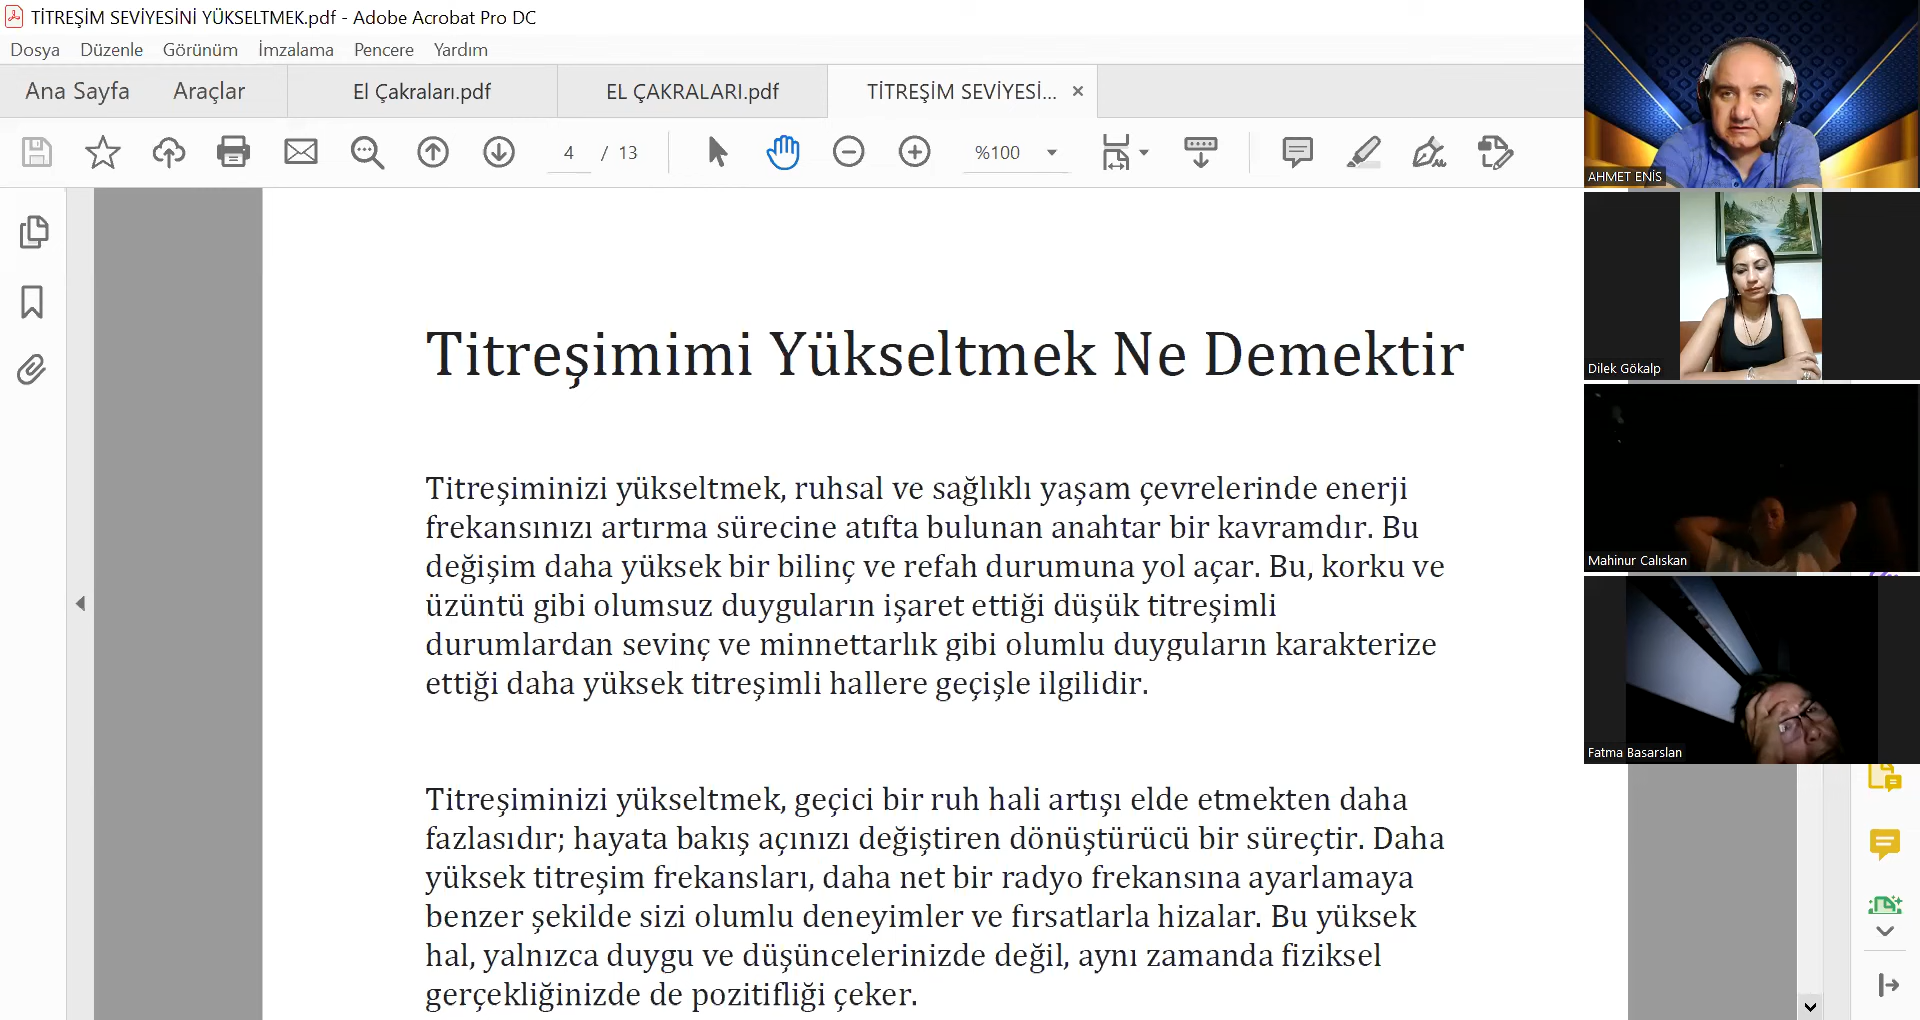 TİTREŞİM SEVİYESİNİ YÜKSELTMEK.pdf - Adobe Acrobat Pro DC
Dosya Düzenle Görünüm İmzalama Pencere Yardım
Ana Sayfa Araçlar El Çakraları.pdf EL ÇAKRALARI.pdf TİTREŞİM SEVİYESİ... ×
4 / 13 %100
Titreşimimi Yükseltmek Ne Demektir
Titreşiminizi yükseltmek, ruhsal ve sağlıklı yaşam çevrelerinde enerji
frekansınızı artırma sürecine atıfta bulunan anahtar bir kavramdır. Bu
değişim daha yüksek bir bilinç ve refah durumuna yol açar. Bu, korku ve
üzüntü gibi olumsuz duyguların işaret ettiği düşük titreşimli
durumlardan sevinç ve minnettarlık gibi olumlu duyguların karakterize
ettiği daha yüksek titreşimli hallere geçişle ilgilidir.
Titreşiminizi yükseltmek, geçici bir ruh hali artışı elde etmekten daha
fazlasıdır; hayata bakış açınızı değiştiren dönüştürücü bir süreçtir. Daha
yüksek titreşim frekansları, daha net bir radyo frekansına ayarlamaya
benzer şekilde sizi olumlu deneyimler ve fırsatlarla hizalar. Bu yüksek
hal, yalnızca duygu ve düşüncelerinizde değil, aynı zamanda fiziksel
gerçekliğinizde de pozitifliği çeker.
AHMET ENİS
Dilek Gökalp
Mahinur Calıskan
Fatma Basarslan